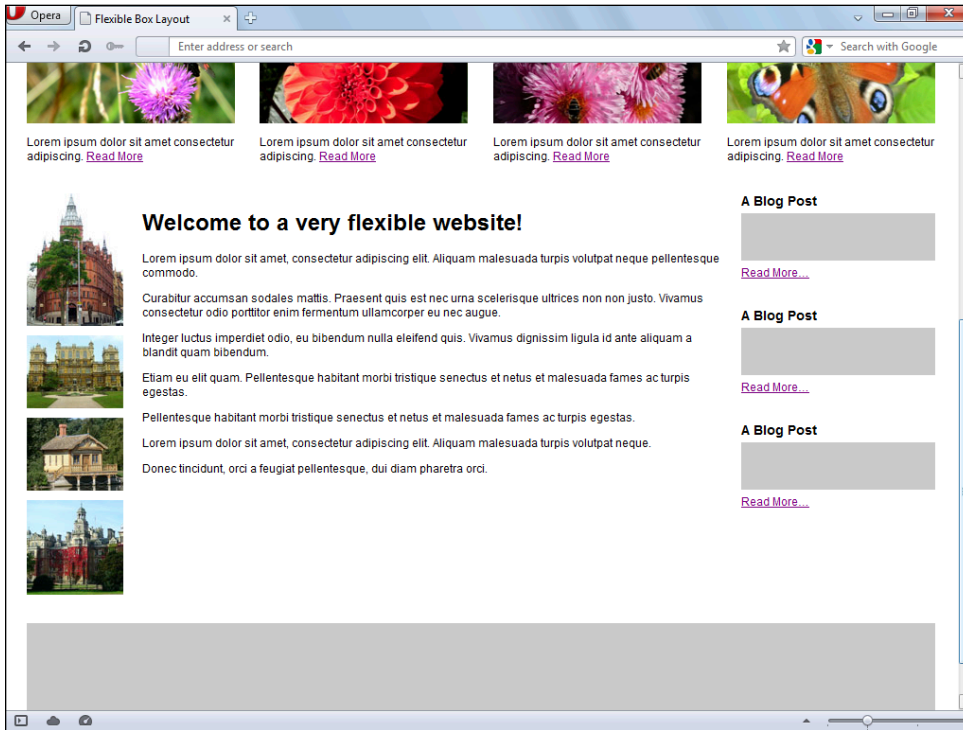 Opera
Flexible Box Layout
Enter address or search
Search with Google
Lorem ipsum dolor sit amet consectetur
adipiscing. Read More
Lorem ipsum dolor sit amet consectetur
adipiscing. Read More
Lorem ipsum dolor sit amet consectetur
adipiscing. Read More
Lorem ipsum dolor sit amet consectetur
adipiscing. Read More
Welcome to a very flexible website!
Lorem ipsum dolor sit amet, consectetur adipiscing elit. Aliquam malesuada turpis volutpat neque pellentesque
commodo.
Curabitur accumsan sodales mattis. Praesent quis est nec urna scelerisque ultrices non non justo. Vivamus
consectetur odio porttitor enim fermentum ullamcorper eu nec augue.
Integer luctus imperdiet odio, eu bibendum nulla eleifend quis. Vivamus dignissim ligula id ante aliquam a
blandit quam bibendum.
Etiam eu elit quam. Pellentesque habitant morbi tristique senectus et netus et malesuada fames ac turpis
egestas.
Pellentesque habitant morbi tristique senectus et netus et malesuada fames ac turpis egestas.
Lorem ipsum dolor sit amet, consectetur adipiscing elit. Aliquam malesuada turpis volutpat neque.
Donec tincidunt, orci a feugiat pellentesque, dui diam pharetra orci.
A Blog Post
Read More...
A Blog Post
Read More...
A Blog Post
Read More...